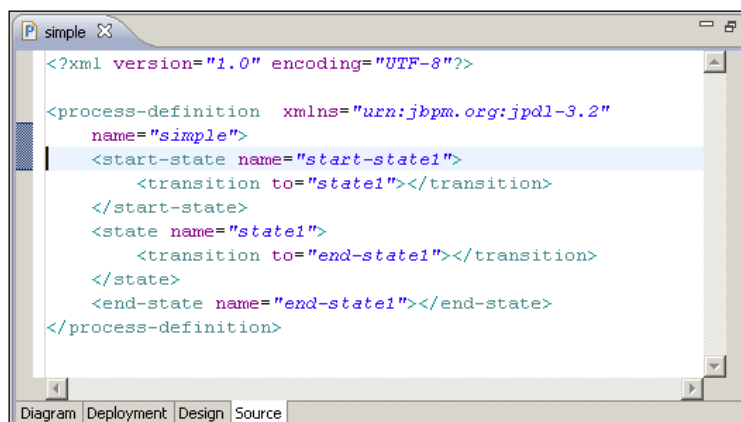 simple
<?xml version="1.0" encoding="UTF-8"?>
<process-definition  xmlns="urn:jbpm.org:jpdl-3.2"
    name="simple">
    <start-state name="start-state1">
        <transition to="state1"></transition>
    </start-state>
    <state name="state1">
        <transition to="end-state1"></transition>
    </state>
    <end-state name="end-state1"></end-state>
</process-definition>
Diagram Deployment Design Source